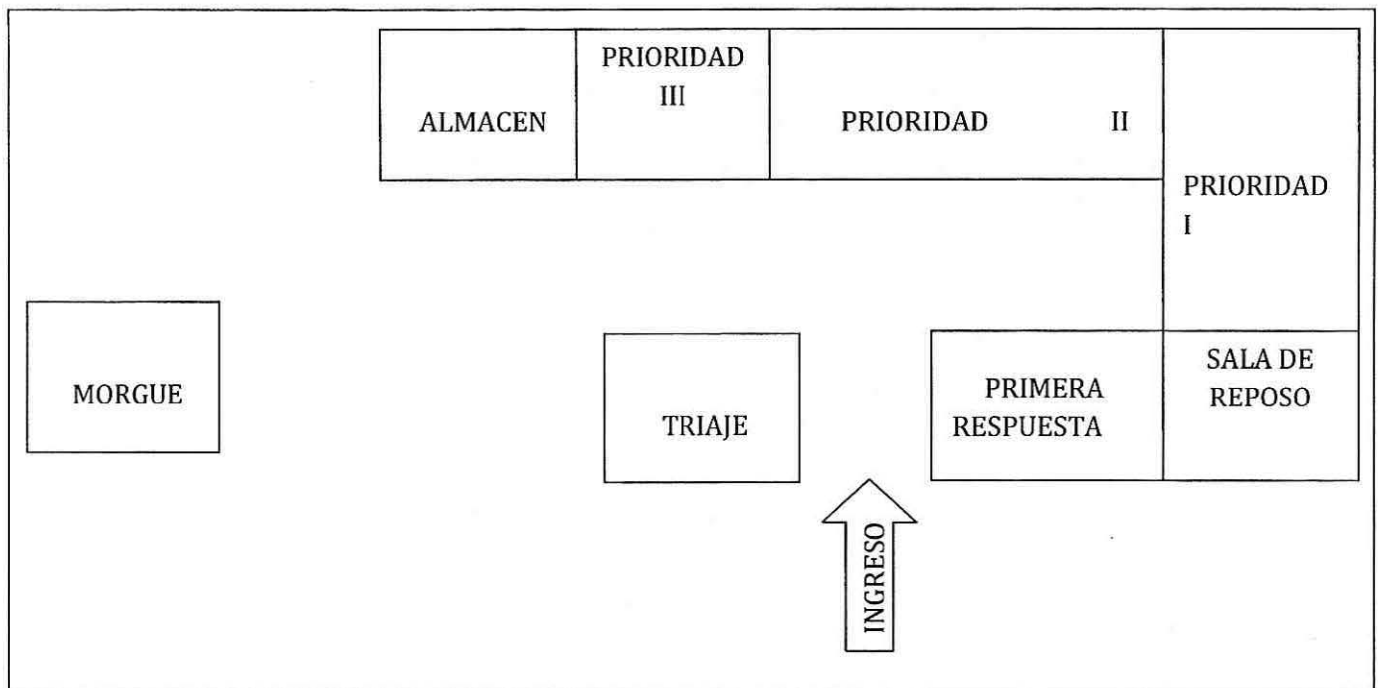 ALMACEN
PRIORIDAD
III
PRIORIDAD II
PRIORIDAD
I
MORGUE
TRIAJE
PRIMERA
RESPUESTA
SALA DE
REPOSO
INGRESO